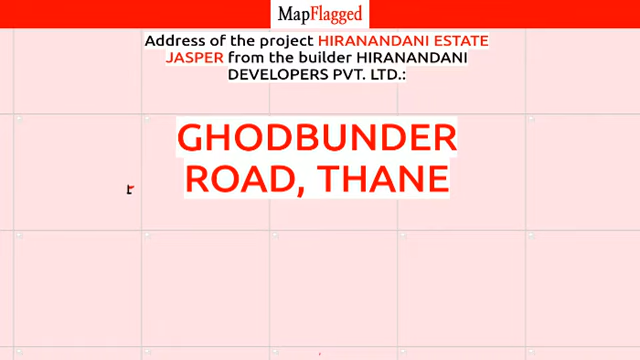 MapFlagged
Address of the project HIRANANDANI ESTATE
JASPER from the builder HIRANANDANI
DEVELOPERS PVT. LTD.:
GHODBUNDER
ROAD, THANE